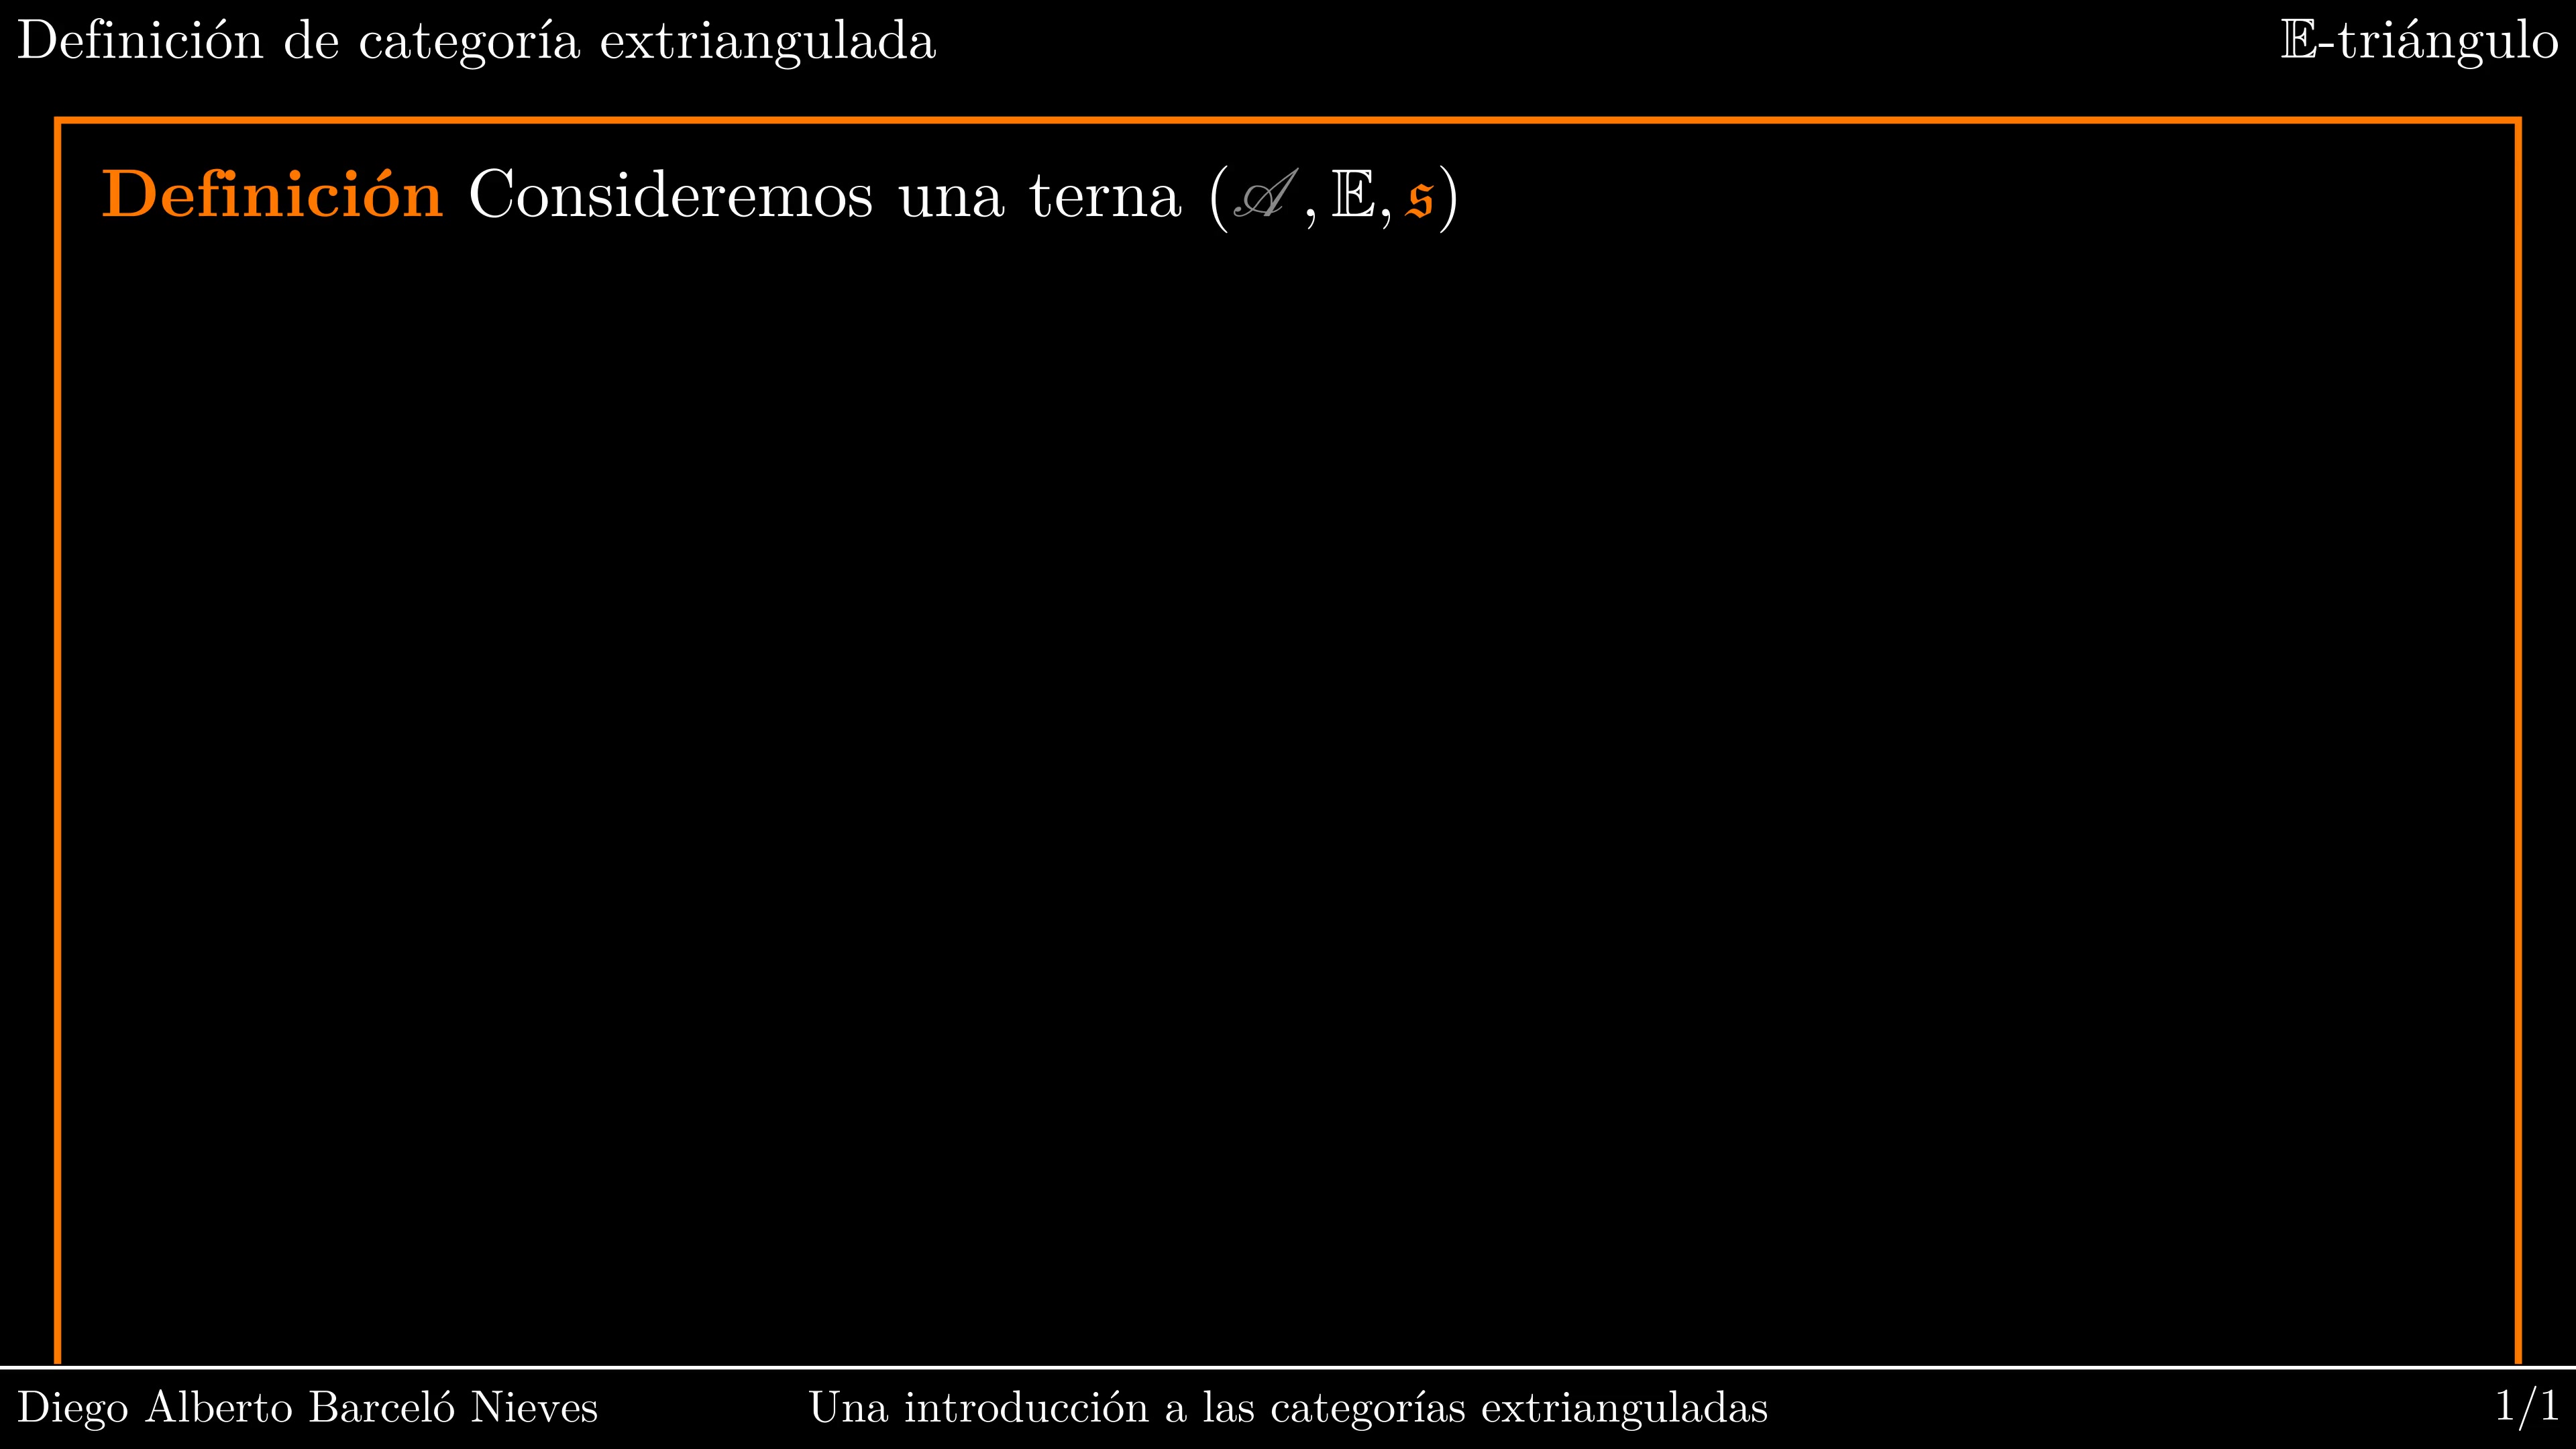 Definición de categoría extriangulada
𝔼-triángulo
Definición Consideremos una terna (𝒜, 𝔼, 𝔰)
Diego Alberto Barceló Nieves
Una introducción a las categorías extrianguladas
1/1